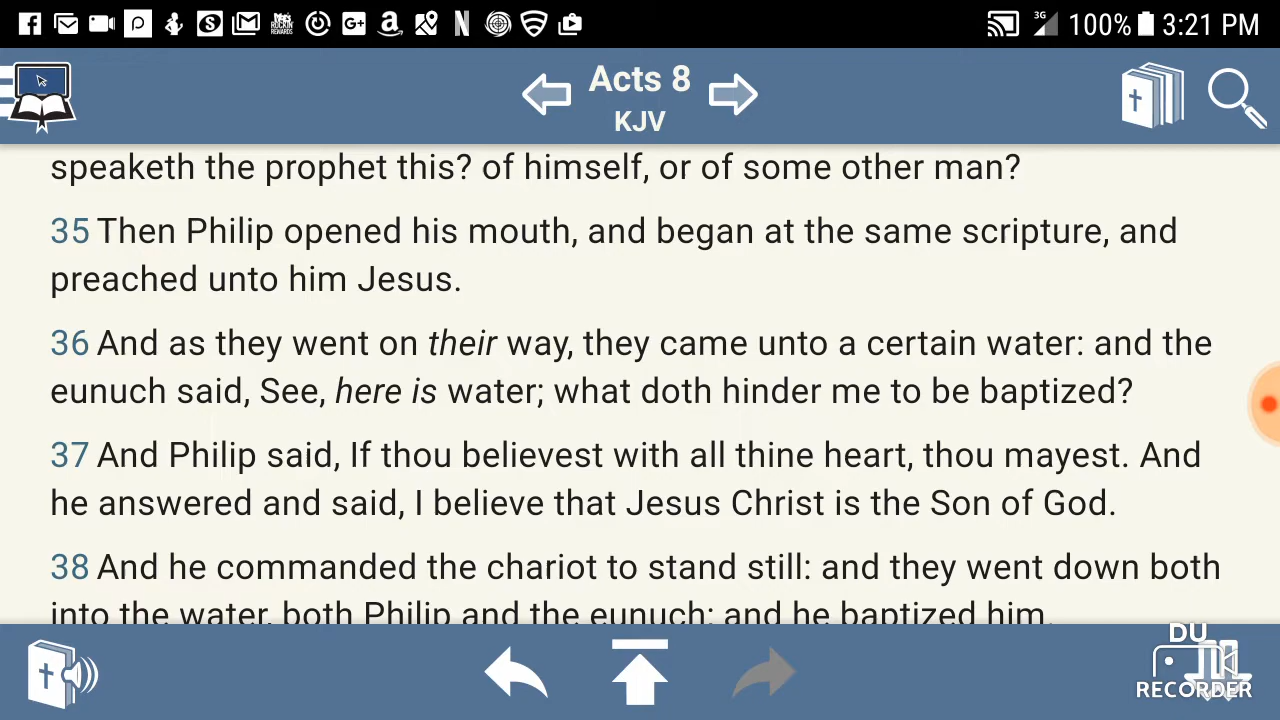 3G 100% 3:21 PM
Acts 8
KJV
speaketh the prophet this? of himself, or of some other man?
35 Then Philip opened his mouth, and began at the same scripture, and
preached unto him Jesus.
36 And as they went on their way, they came unto a certain water: and the
eunuch said, See, here is water; what doth hinder me to be baptized?
37 And Philip said, If thou believest with all thine heart, thou mayest. And
he answered and said, I believe that Jesus Christ is the Son of God.
38 And he commanded the chariot to stand still: and they went down both
into the water, both Philip and the eunuch; and he baptized him.
DU
RECORDER